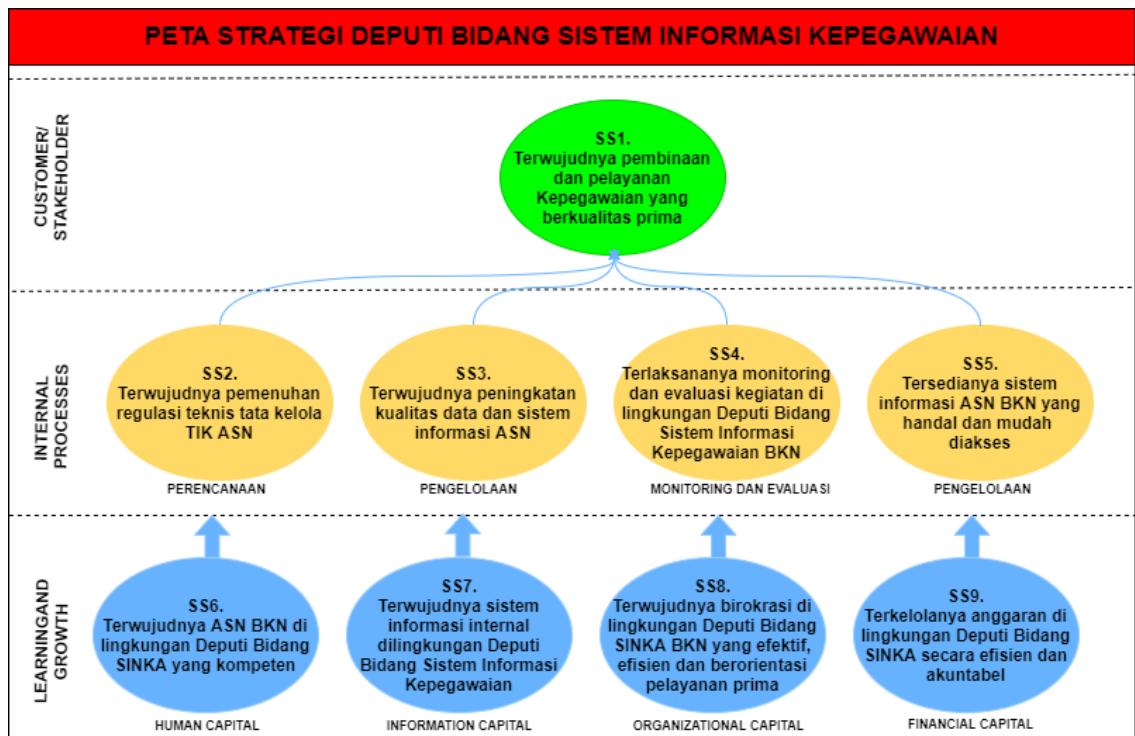 PETA STRATEGI DEPUTI BIDANG SISTEM INFORMASI KEPEGAWAIAN
CUSTOMER/
STAKEHOLDER
SS1.
Terwujudnya pembinaan
dan pelayanan
Kepegawaian yang
berkualitas prima
INTERNAL
PROCESSES
SS2.
Terwujudnya pemenuhan
regulasi teknis tata kelola
TIK ASN
PERENCANAAN
SS3.
Terwujudnya peningkatan
kualitas data dan sistem
informasi ASN
PENGELOLAAN
SS4.
Terlaksananya monitoring
dan evaluasi kegiatan di
lingkungan Deputi Bidang
Sistem Informasi
Kepegawaian BKN
MONITORING DAN EVALUASI
SS5.
Tersedianya sistem
informasi ASN BKN yang
handal dan mudah
diakses
PENGELOLAAN
LEARNINGAND
GROWTH
SS6.
Terwujudnya ASN BKN di
lingkungan Deputi Bidang
SINKA yang kompeten
HUMAN CAPITAL
SS7.
Terwujudnya sistem
informasi internal
dilingkungan Deputi
Bidang Sistem Informasi
Kepegawaian
INFORMATION CAPITAL
SS8.
Terwujudnya birokrasi di
lingkungan Deputi Bidang
SINKA BKN yang efektif,
efisien dan berorientasi
pelayanan prima
ORGANIZATIONAL CAPITAL
SS9.
Terkelolanya anggaran di
lingkungan Deputi Bidang
SINKA secara efisien dan
akuntabel
FINANCIAL CAPITAL